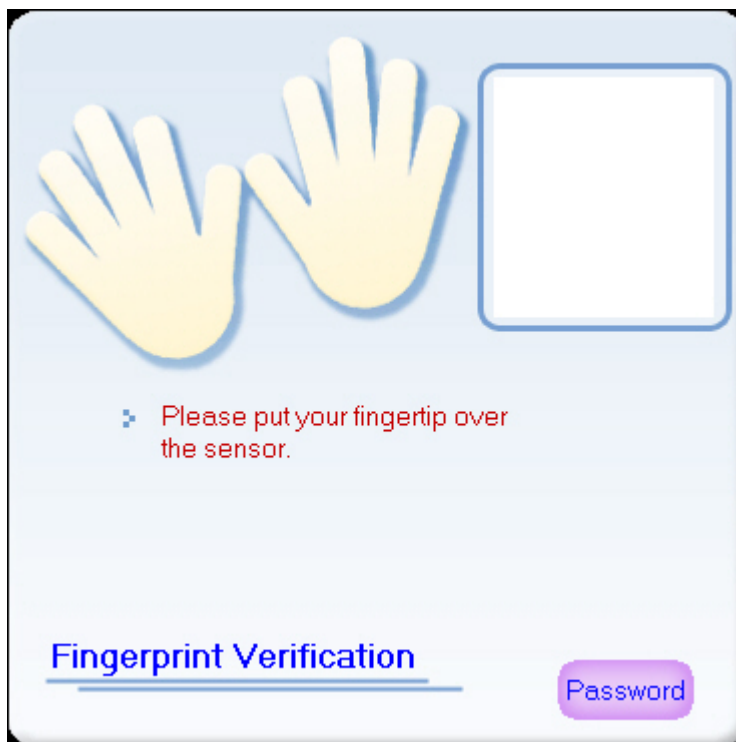 Please put your fingertip over
the sensor.
Fingerprint Verification
Password